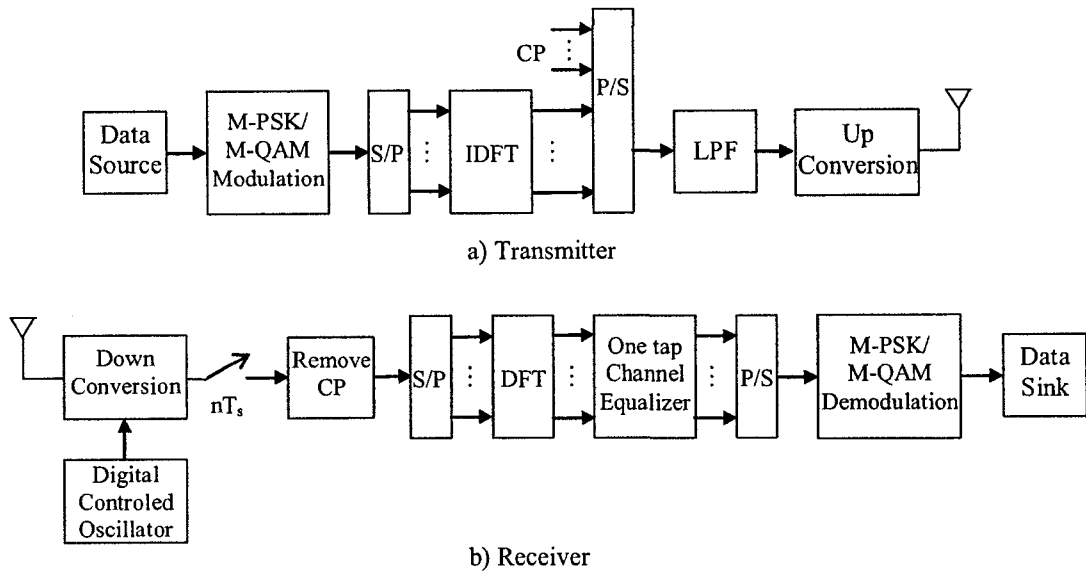 CP
P/S
Data
Source
M-PSK/
M-QAM
Modulation
S/P
IDFT
LPF
Up
Conversion
a) Transmitter
Down
Conversion
nTs
Remove
CP
S/P
DFT
One tap
Channel
Equalizer
P/S
M-PSK/
M-QAM
Demodulation
Data
Sink
Digital
Controled
Oscillator
b) Receiver